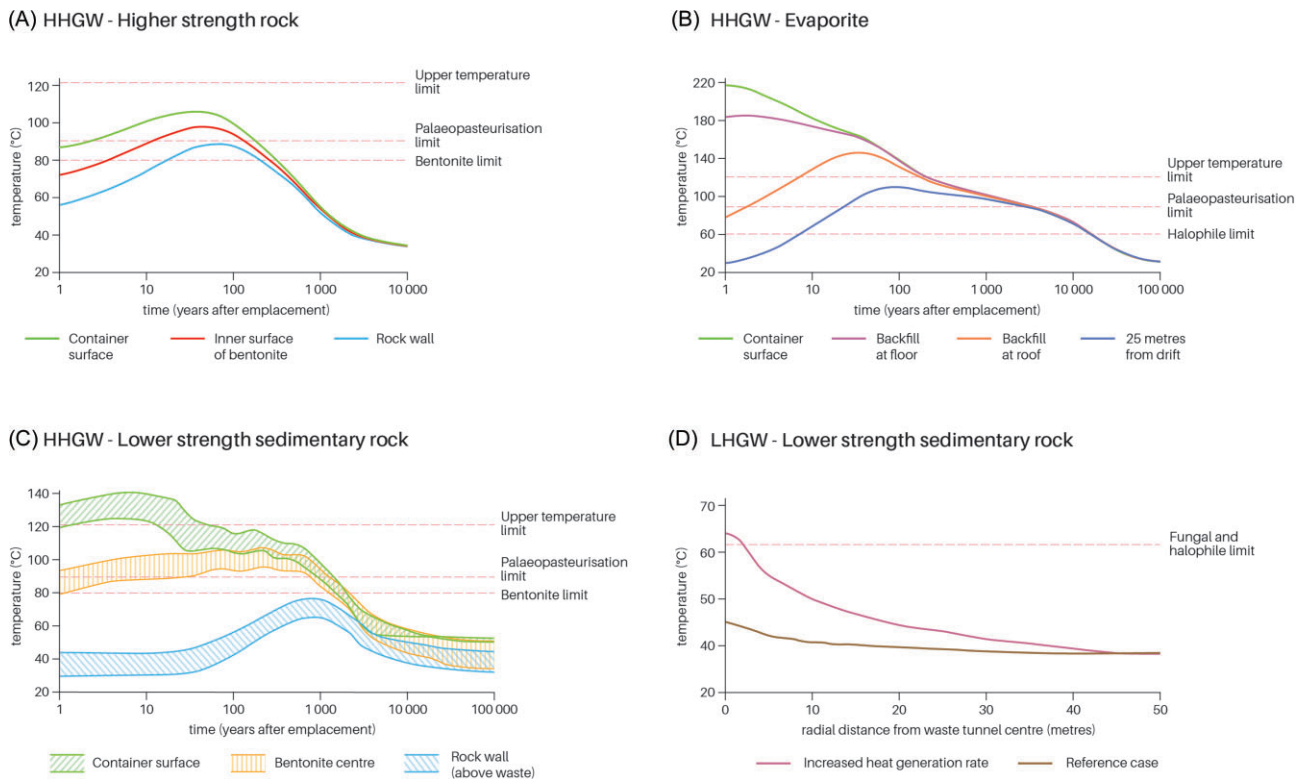 (A) HHGW - Higher strength rock
temperature (°C)
120
100
80
60
40
20
Upper temperature
limit
Palaeopasteurisation
limit
Bentonite limit
1
10
100
1 000
10 000
time (years after emplacement)
Container
surface
Inner surface
of bentonite
Rock wall
(B) HHGW - Evaporite
temperature (°C)
220
180
140
100
60
20
Upper temperature
limit
Palaeopasteurisation
limit
Halophile limit
1
10
100
1 000
10 000
100 000
time (years after emplacement)
Container
surface
Backfill
at floor
Backfill
at roof
25 metres
from drift
(C) HHGW - Lower strength sedimentary rock
temperature (°C)
140
120
100
80
60
40
20
Upper temperature
limit
Palaeopasteurisation
limit
Bentonite limit
1
10
100
1 000
10 000
100 000
time (years after emplacement)
Container surface
Bentonite centre
Rock wall
(above waste)
(D) LHGW - Lower strength sedimentary rock
temperature (°C)
70
60
50
40
20
Fungal and
halophile limit
0
10
20
30
40
50
radial distance from waste tunnel centre (metres)
Increased heat generation rate
Reference case